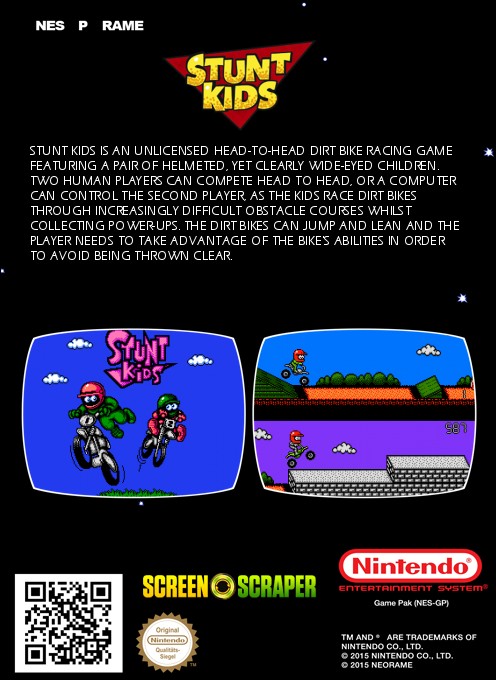 NES P RAME
STUNT
KIDS
STUNT KIDS IS AN UNLICENSED HEAD-TO-HEAD DIRT BIKE RACING GAME
FEATURING A PAIR OF HELMETED, YET CLEARLY WIDE-EYED CHILDREN.
TWO HUMAN PLAYERS CAN COMPETE HEAD TO HEAD, OR A COMPUTER
CAN CONTROL THE SECOND PLAYER, AS THE KIDS RACE DIRT BIKES
THROUGH INCREASINGLY DIFFICULT OBSTACLE COURSES WHILST
COLLECTING POWER-UPS. THE DIRT BIKES CAN JUMP AND LEAN AND THE
PLAYER NEEDS TO TAKE ADVANTAGE OF THE BIKE'S ABILITIES IN ORDER
TO AVOID BEING THROWN CLEAR.
STUNT
KIDS
1
587
SCREEN SCRAPER
Nintendo®
ENTERTAINMENT SYSTEM®
Game Pak (NES-GP)
Original
Nintendo
Qualitäts-
Siegel
TM
TM AND ® ARE TRADEMARKS OF
NINTENDO CO., LTD.
© 2015 NINTENDO CO., LTD.
© 2015 NEORAME